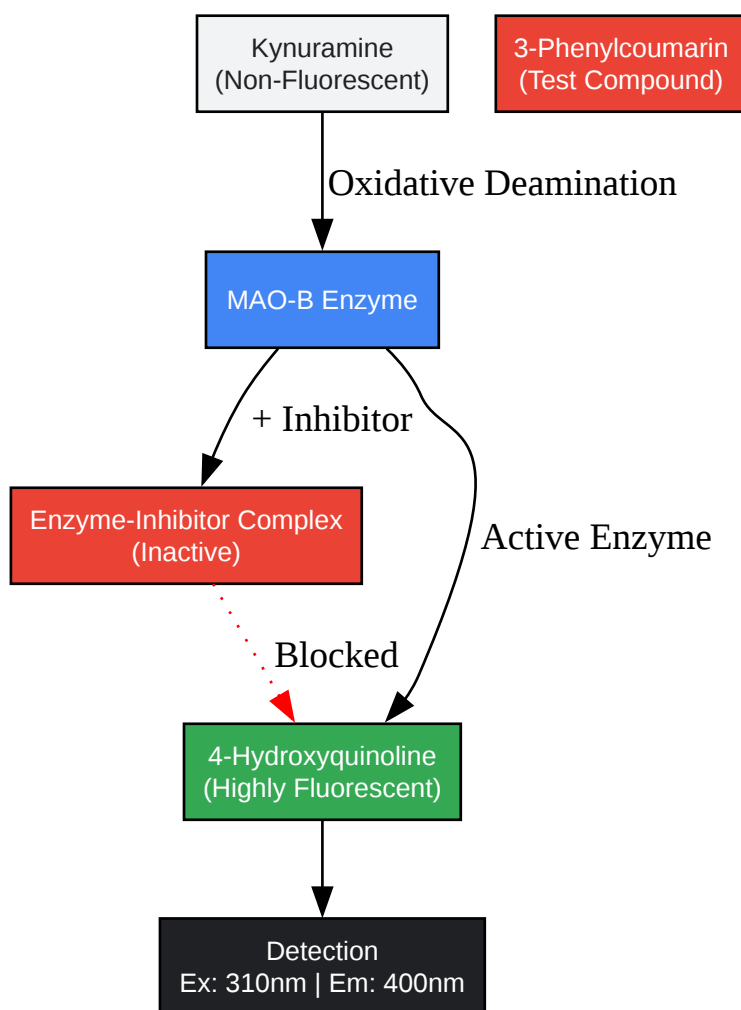 Kynuramine
(Non-Fluorescent)
3-Phenylcoumarin
(Test Compound)
Oxidative Deamination
MAO-B Enzyme
+ Inhibitor
Enzyme-Inhibitor Complex
(Inactive)
Active Enzyme
Blocked
4-Hydroxyquinoline
(Highly Fluorescent)
Detection
Ex: 310nm | Em: 400nm